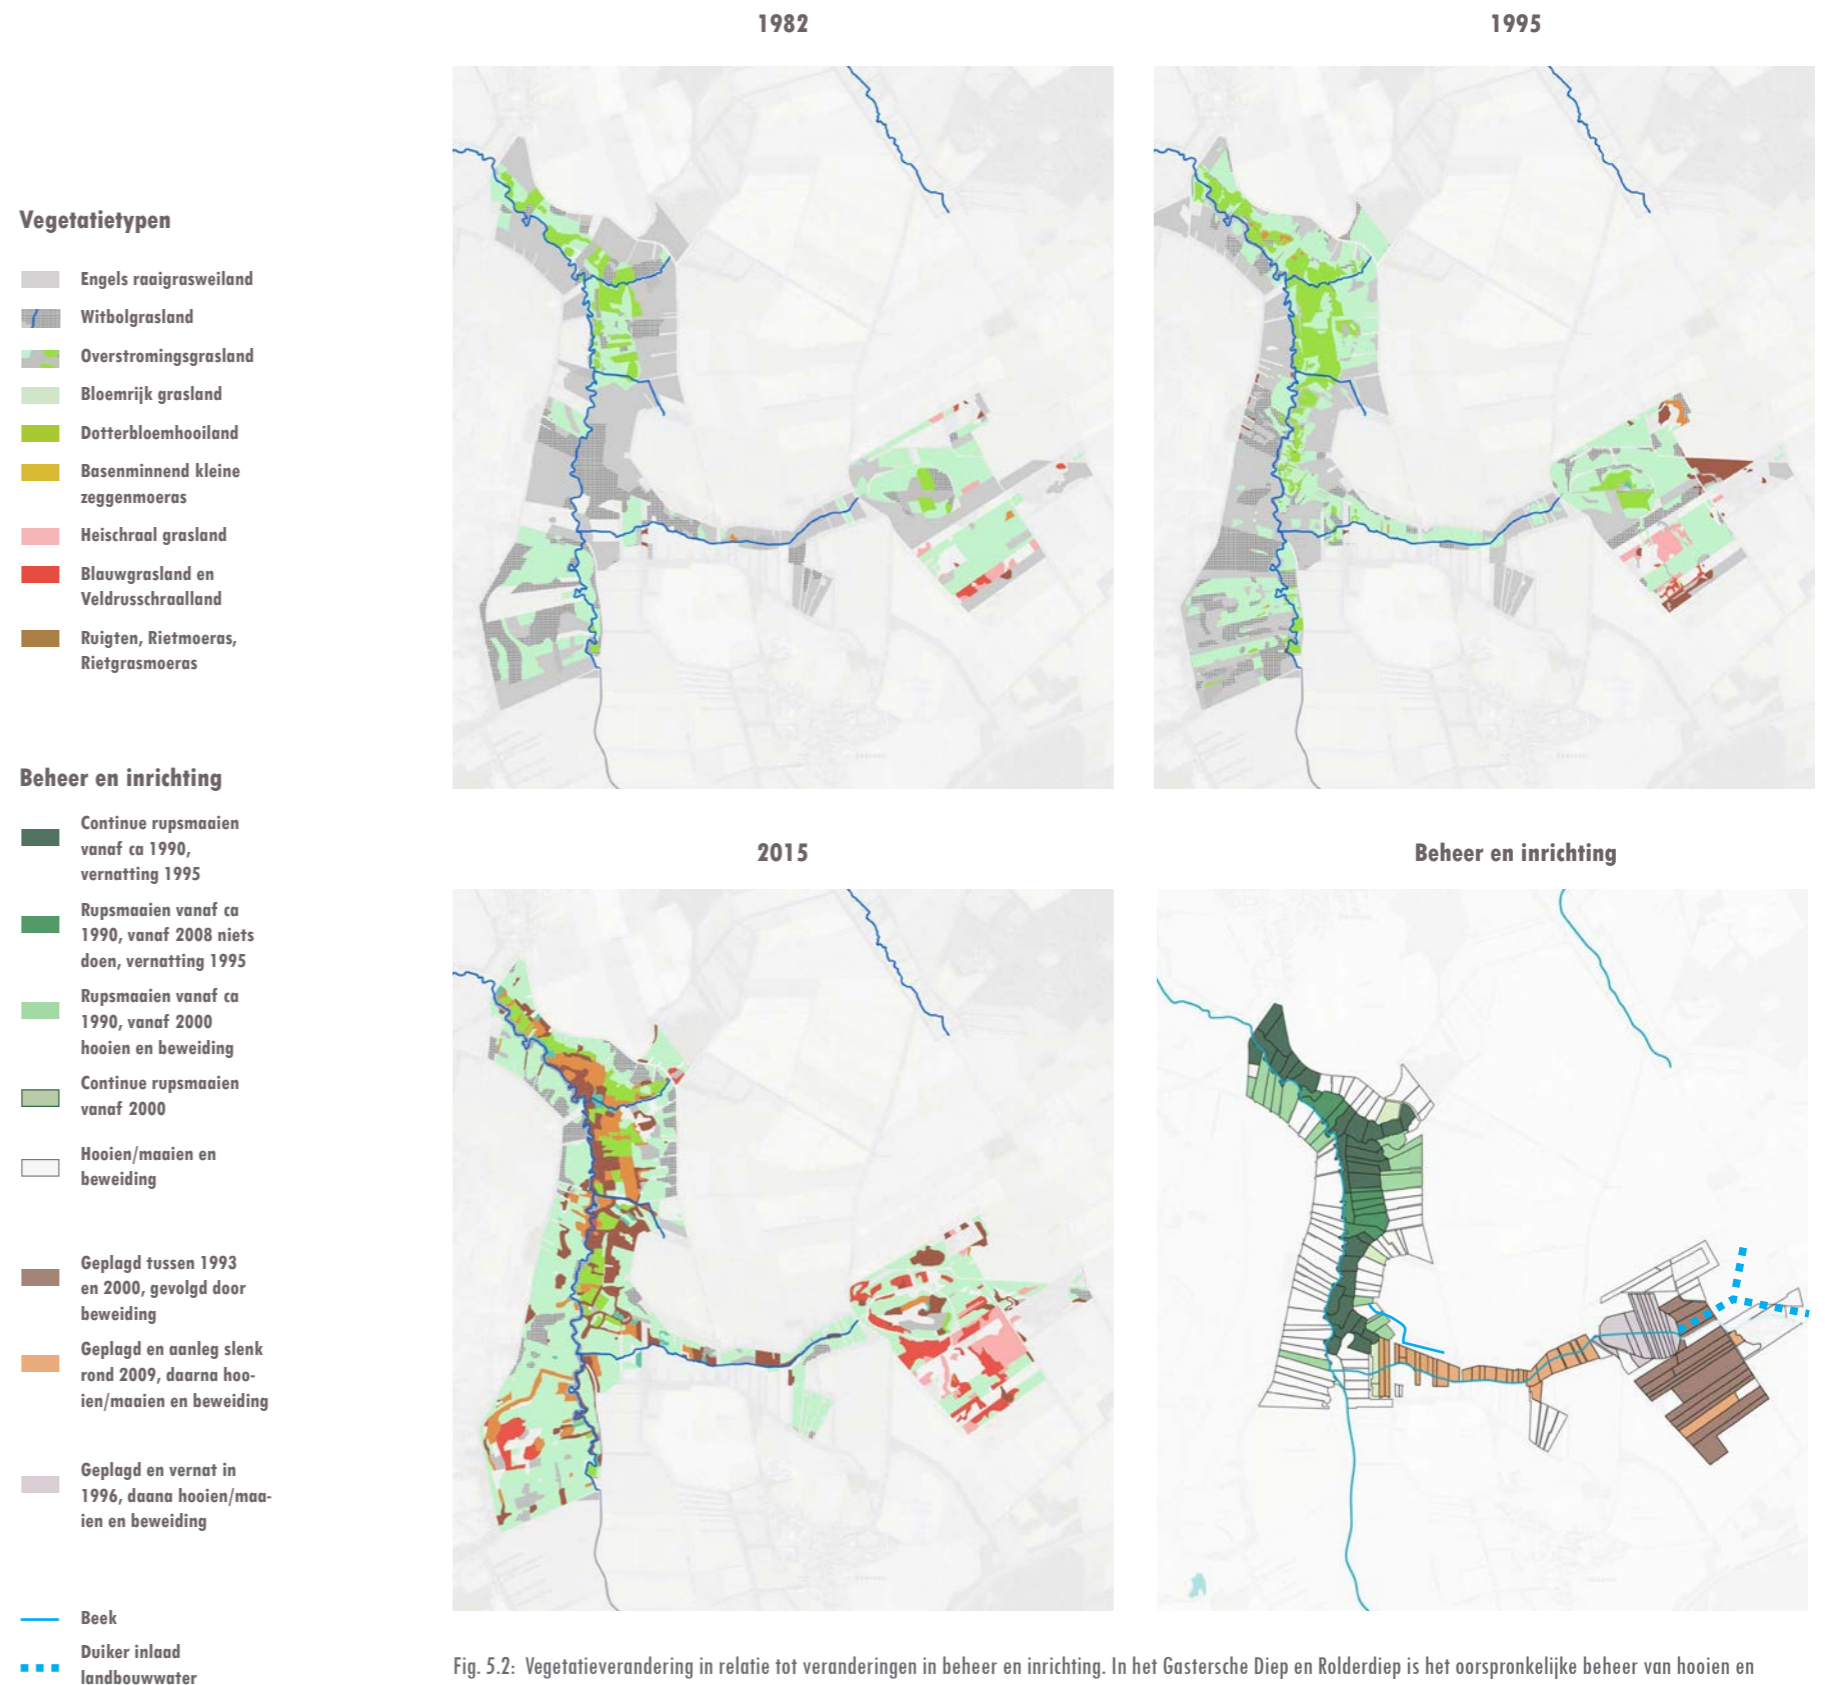 1982
1995
Vegetatietypen
Engels raaigrasweiland
Witbolgrasland
Overstromingsgrasland
Bloemrijk grasland
Dotterbloemhooiland
Basenminnend kleine
zeggenmoeras
Heischraal grasland
Blauwgrasland en
Veldrusschraalland
Ruigten, Rietmoeras,
Rietgrasmoeras
Beheer en inrichting
Continue rupsmaaien
vanaf ca 1990,
vernatting 1995
Rupsmaaien vanaf ca
1990, vanaf 2008 niets
doen, vernatting 1995
Rupsmaaien vanaf ca
1990, vanaf 2000
hooien en beweiding
Continue rupsmaaien
vanaf 2000
Hooien/maaien en
beweiding
Geplagd tussen 1993
en 2000, gevolgd door
beweiding
Geplagd en aanleg slenk
rond 2009, daarna hoo-
ien/maaien en beweiding
Geplagd en vernat in
1996, daana hooien/maa-
ien en beweiding
Beek
Duiker inlaad
landbouwwater
2015
Beheer en inrichting
Fig. 5.2: Vegetatieverandering in relatie tot veranderingen in beheer en inrichting. In het Gastersche Diep en Rolderdiep is het oorspronkelijke beheer van hooien en